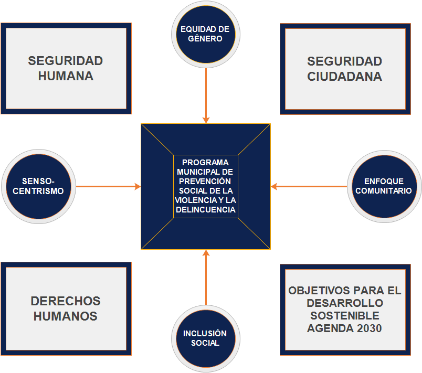 EQUIDAD DE
GÉNERO
SEGURIDAD
HUMANA
SEGURIDAD
CIUDADANA
SENSO-
CENTRISMO
PROGRAMA
MUNICIPAL DE
PREVENCIÓN
SOCIAL DE LA
VIOLENCIA Y LA
DELINCUENCIA
ENFOQUE
COMUNITARIO
DERECHOS
HUMANOS
INCLUSIÓN
SOCIAL
OBJETIVOS PARA EL
DESARROLLO
SOSTENIBLE
AGENDA 2030